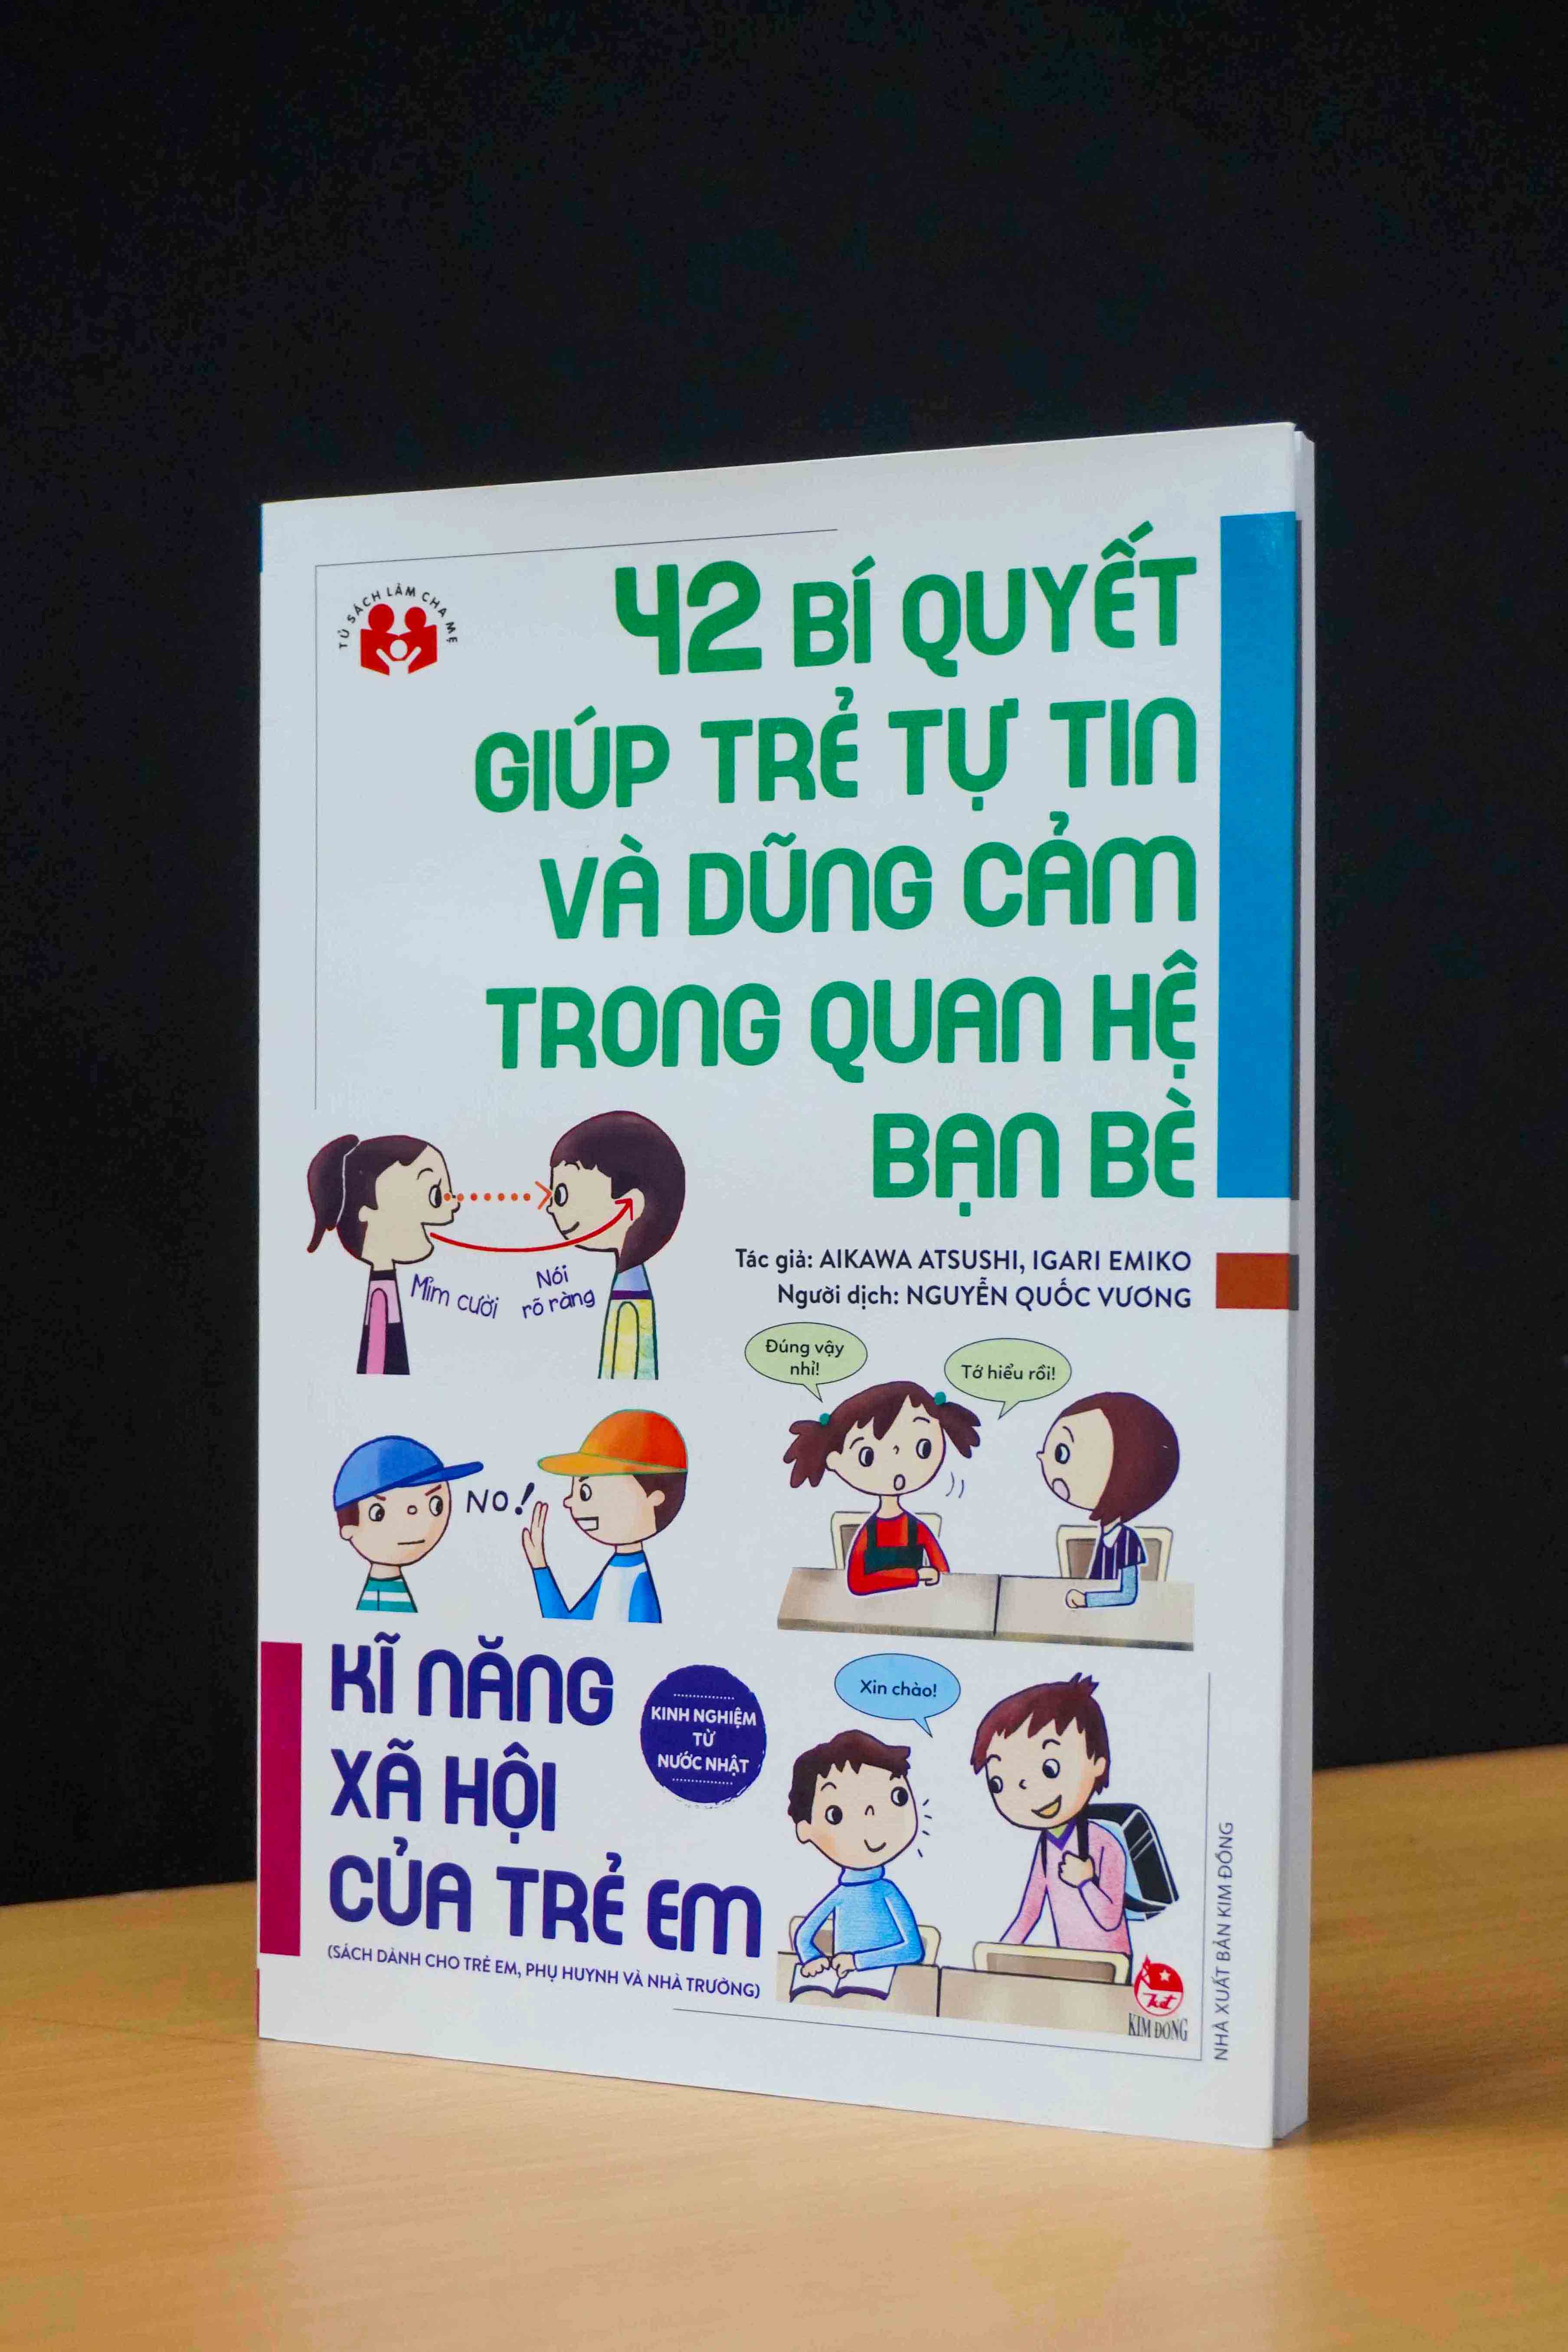 TỦ SÁCH LÀM CHA MẸ
42 BÍ QUYẾT
GIÚP TRẺ TỰ TIN
VÀ DŨNG CẢM
TRONG QUAN HỆ
BẠN BÈ
Tác giả: AIKAWA ATSUSHI, IGARI EMIKO
Người dịch: NGUYỄN QUỐC VƯƠNG
Mỉm cười
Nói
rõ ràng
Đúng vậy
nhỉ!
Tớ hiểu rồi!
NO!
KĨ NĂNG
XÃ HỘI
CỦA TRẺ EM
KINH NGHIỆM
TỪ
NƯỚC NHẬT
(SÁCH DÀNH CHO TRẺ EM, PHỤ HUYNH VÀ NHÀ TRƯỜNG)
Xin chào!
KIM ĐỒNG
NHÀ XUẤT BẢN KIM ĐỒNG